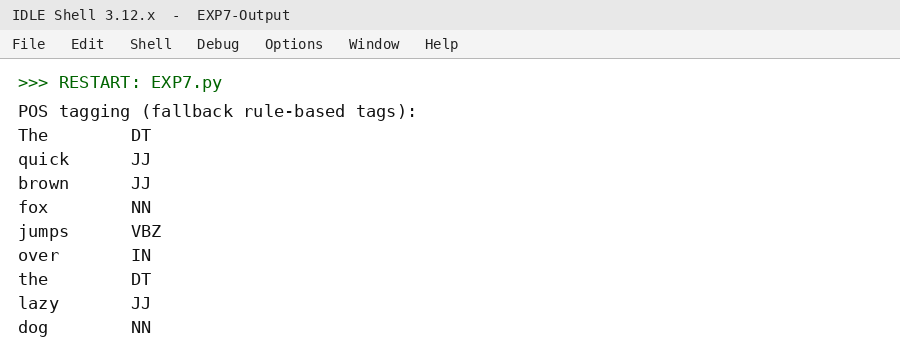 IDLE Shell 3.12.x  -  EXP7-Output
File   Edit   Shell   Debug   Options   Window   Help
>>> RESTART: EXP7.py
POS tagging (fallback rule-based tags):
The        DT
quick      JJ
brown      JJ
fox        NN
jumps      VBZ
over       IN
the        DT
lazy       JJ
dog        NN